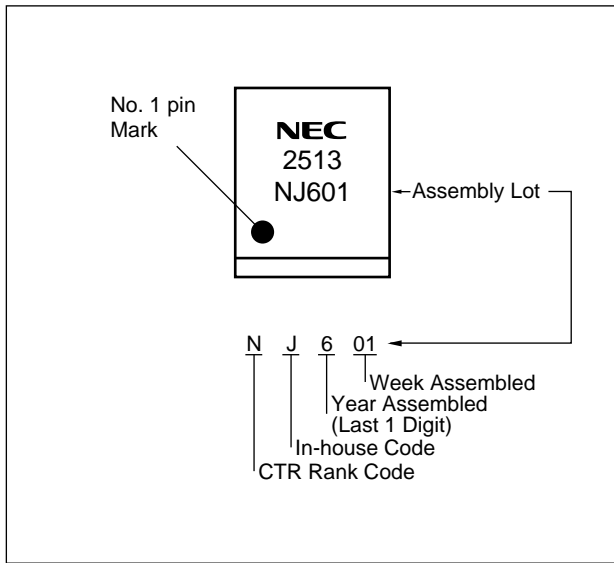 No. 1 pin
Mark
NEC
2513
NJ601
Assembly Lot
N J 6 01
Week Assembled
Year Assembled
(Last 1 Digit)
In-house Code
CTR Rank Code